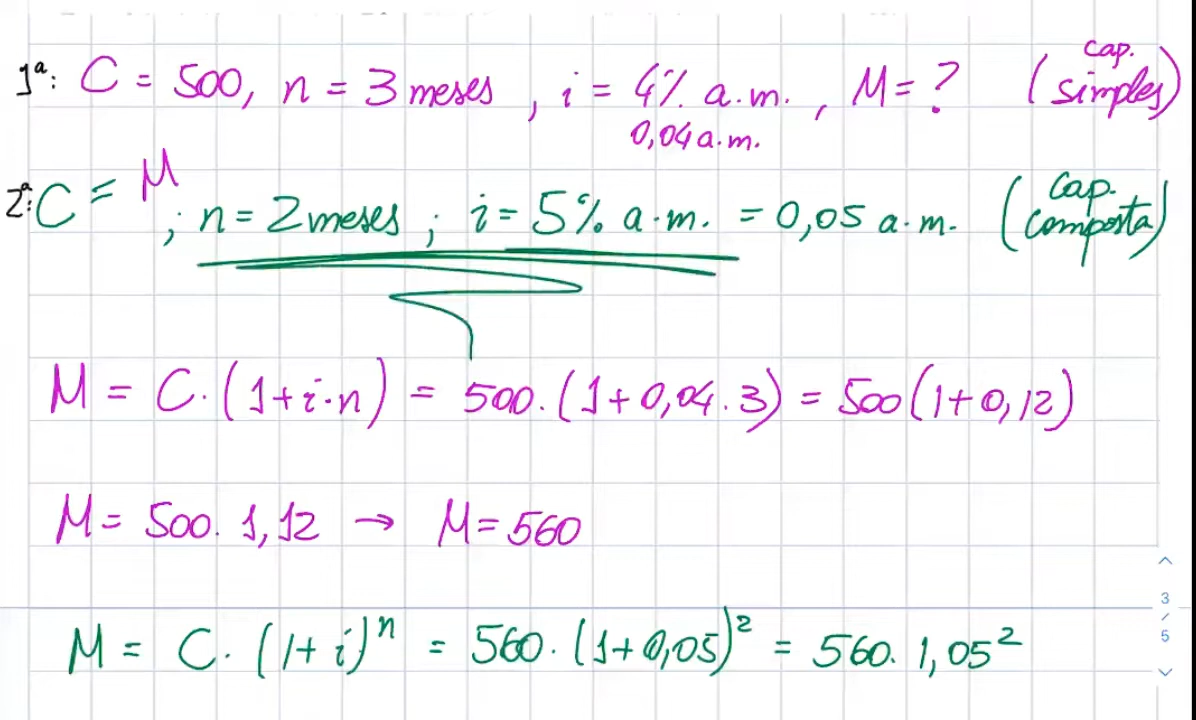 1ª: C = 500, n = 3 meses, i = 4% a.m., M = ? (cap. simples)
0,04 a.m.
2ª: C = M; n = 2 meses; i = 5% a.m. = 0,05 a.m. (cap. composta)
M = C.(1+i.n) = 500.(1+0,04.3) = 500(1+0,12)
M = 500. 1,12 → M = 560
M = C. (1+i)ⁿ = 560. (1+0,05)² = 560. 1,05²
3
/
5